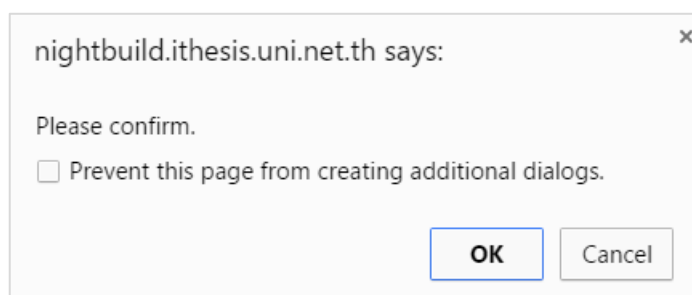 nightbuild.ithesis.uni.net.th says:
Please confirm.
Prevent this page from creating additional dialogs.
OK Cancel